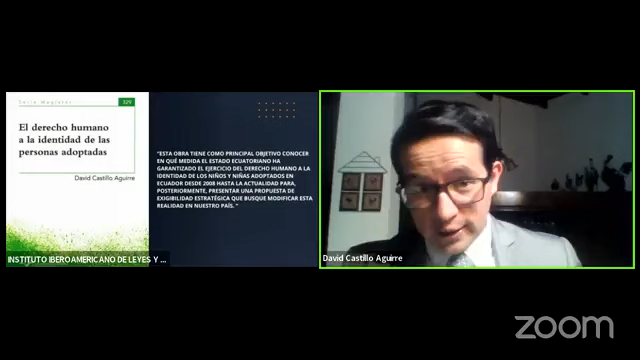 Serie Magíster
329
El derecho humano
a la identidad de las
personas adoptadas
David Castillo Aguirre
"ESTA OBRA TIENE COMO PRINCIPAL OBJETIVO CONOCER
EN QUÉ MEDIDA EL ESTADO ECUATORIANO HA
GARANTIZADO EL EJERCICIO DEL DERECHO HUMANO A LA
IDENTIDAD DE LOS NIÑOS Y NIÑAS ADOPTADOS EN
ECUADOR DESDE 2008 HASTA LA ACTUALIDAD PARA,
POSTERIORMENTE, PRESENTAR UNA PROPUESTA DE
EXIGIBILIDAD ESTRATÉGICA QUE BUSQUE MODIFICAR ESTA
REALIDAD EN NUESTRO PAÍS. "
INSTITUTO IBEROAMERICANO DE LEYES Y ...
David Castillo Aguirre
zoom